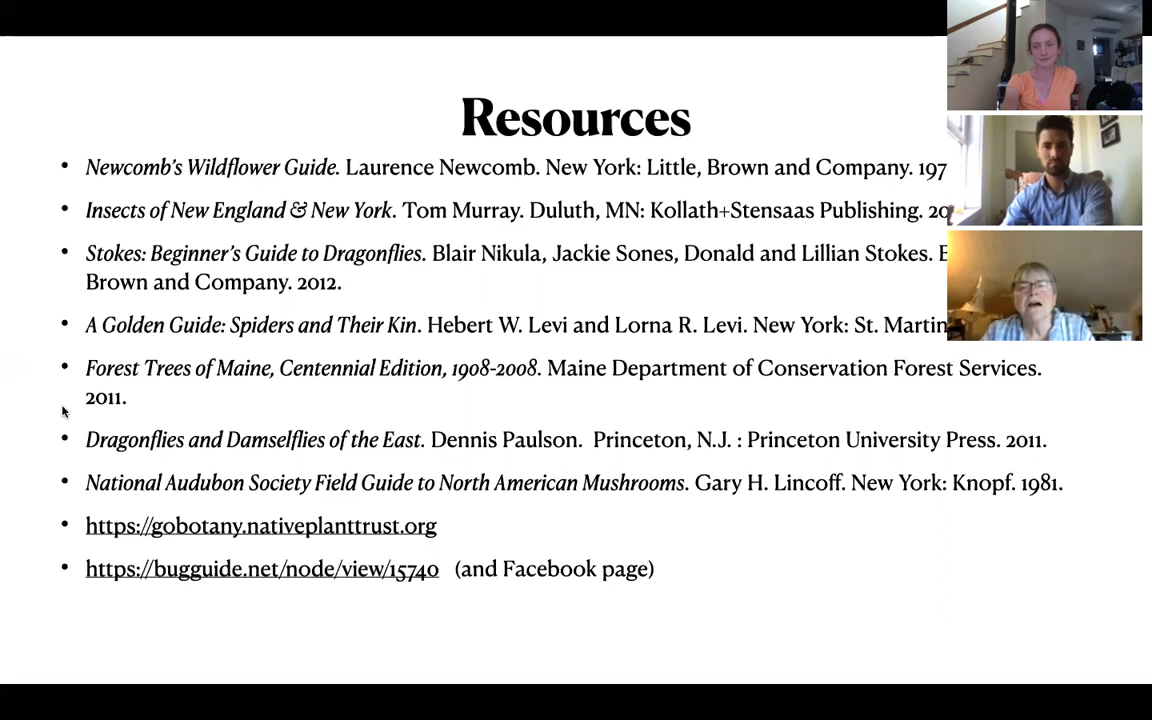 Resources
• Newcomb's Wildflower Guide. Laurence Newcomb. New York: Little, Brown and Company. 197
• Insects of New England & New York. Tom Murray. Duluth, MN: Kollath+Stensaas Publishing. 20
• Stokes: Beginner's Guide to Dragonflies. Blair Nikula, Jackie Sones, Donald and Lillian Stokes.
Brown and Company. 2012.
• A Golden Guide: Spiders and Their Kin. Hebert W. Levi and Lorna R. Levi. New York: St. Martin
• Forest Trees of Maine, Centennial Edition, 1908-2008. Maine Department of Conservation Forest Services.
2011.
• Dragonflies and Damselflies of the East. Dennis Paulson.  Princeton, N.J. : Princeton University Press. 2011.
• National Audubon Society Field Guide to North American Mushrooms. Gary H. Lincoff. New York: Knopf. 1981.
• https://gobotany.nativeplanttrust.org
• https://bugguide.net/node/view/15740   (and Facebook page)